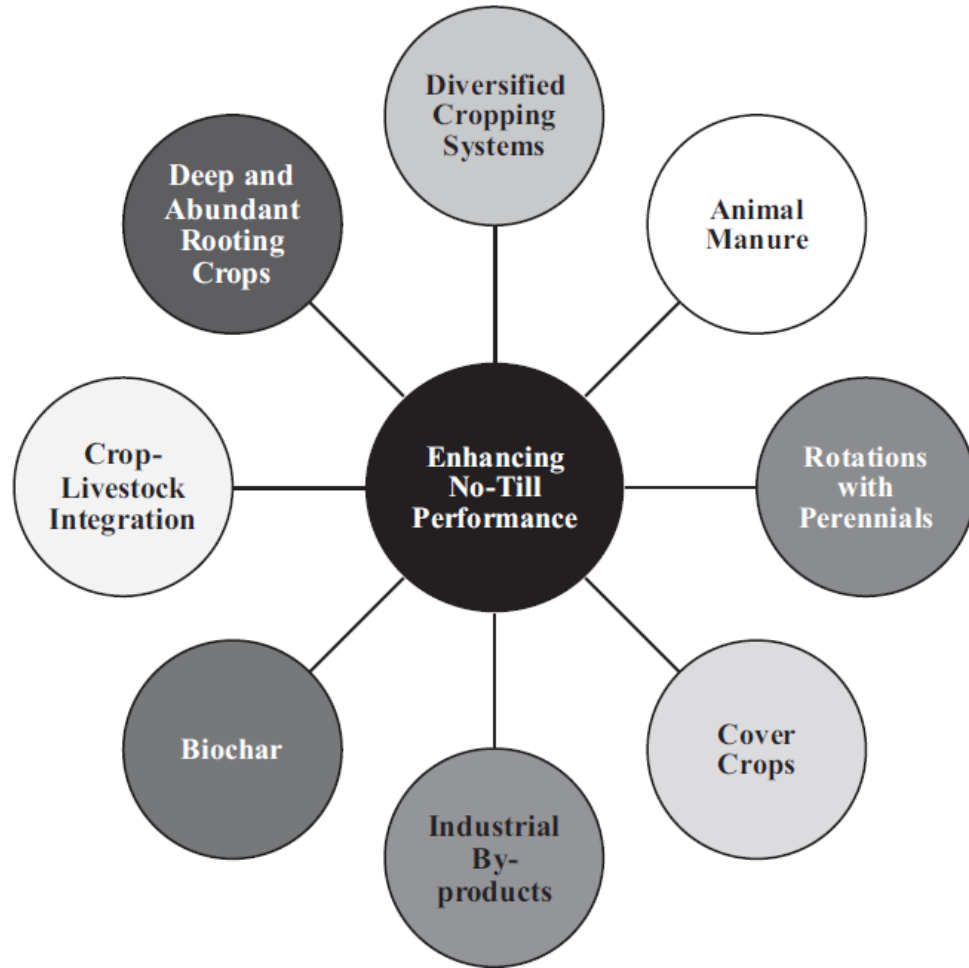 Diversified
Cropping
Systems
Animal
Manure
Rotations
with
Perennials
Cover
Crops
Industrial
By-
products
Biochar
Crop-
Livestock
Integration
Deep and
Abundant
Rooting
Crops
Enhancing
No-Till
Performance